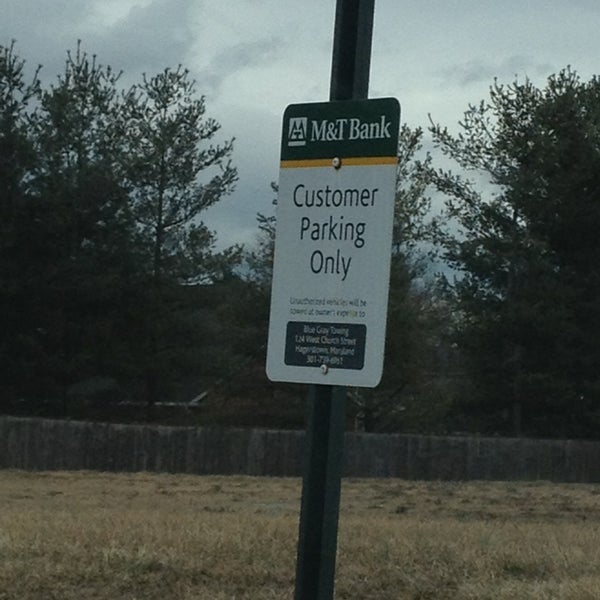 M&T Bank
Customer
Parking
Only
Unauthorized vehicles will be
towed at owner's expense to
Blue Gray Towing
124 West Church Street
Hagerstown, Maryland